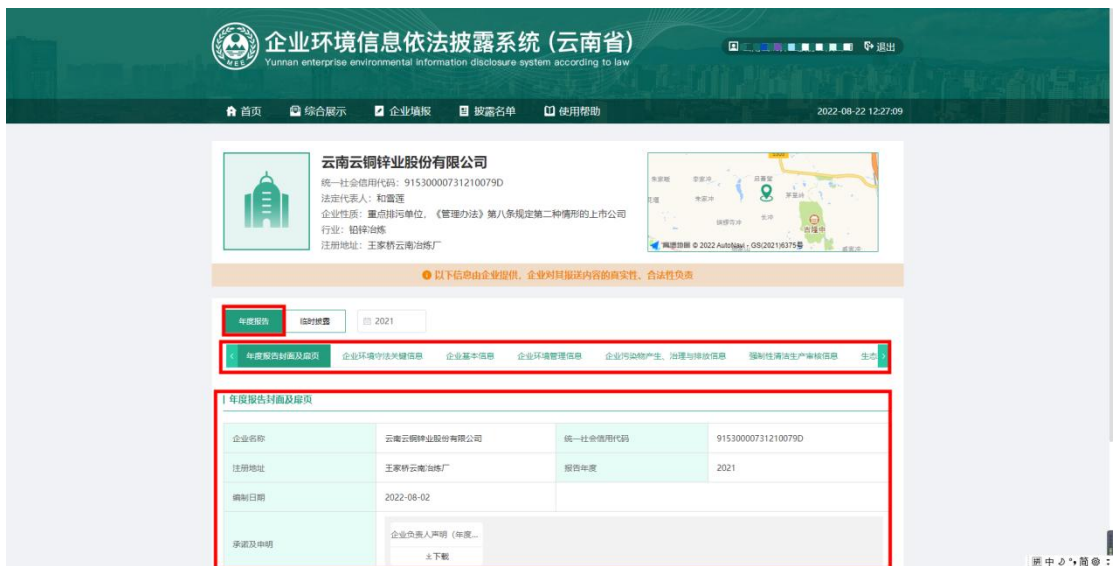 企业环境信息依法披露系统 (云南省)
Yunnan enterprise environmental information disclosure system according to law
退出
MEE
首页 综合展示 企业填报 披露名单 使用帮助 2022-08-22 12:27:09
云南云铜锌业股份有限公司
统一社会信用代码：91530000731210079D
法定代表人：和雪莲
企业性质：重点排污单位，《管理办法》第八条规定第二种情形的上市公司
行业：铅锌冶炼
注册地址：王家桥云南冶炼厂
高德地图 © 2022 AutoNavi - GS(2021)6375号
以下信息由企业提供，企业对其报送内容的真实性、合法性负责
年度报告 临时披露 2021
< 年度报告封面及扉页 企业环境守法关键信息 企业基本信息 企业环境管理信息 企业污染物产生、治理与排放信息 强制性清洁生产审核信息 生态 >
年度报告封面及扉页
企业名称 云南云铜锌业股份有限公司 统一社会信用代码 91530000731210079D
注册地址 王家桥云南冶炼厂 报告年度 2021
编制日期 2022-08-02
承诺及申明 企业负责人声明（年度...
下载
中 简